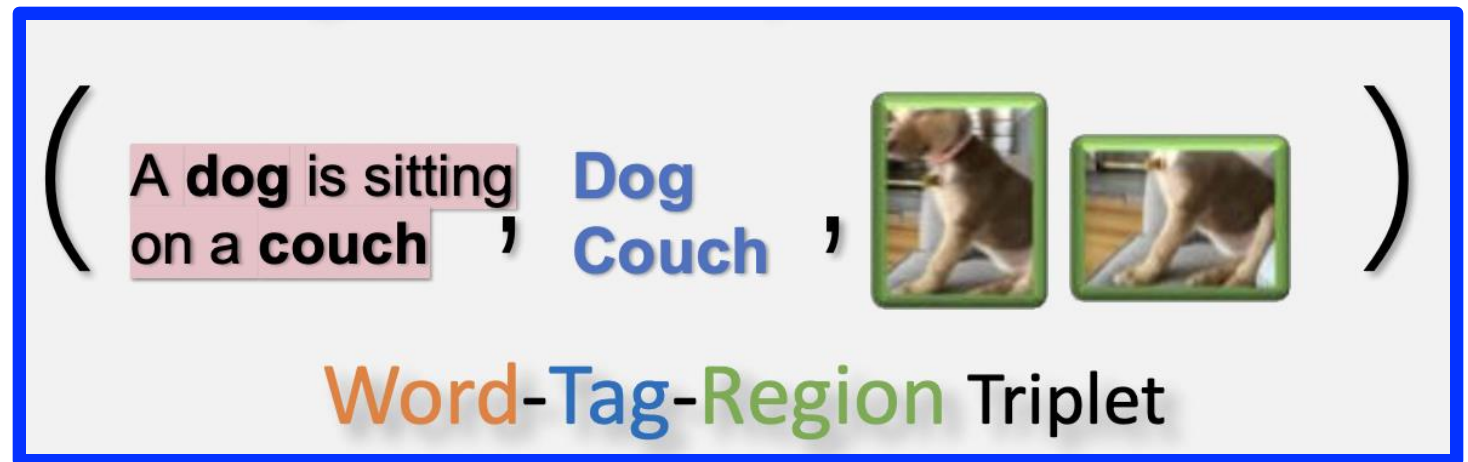 ( A dog is sitting
on a couch , Dog
Couch , )
Word-Tag-Region Triplet